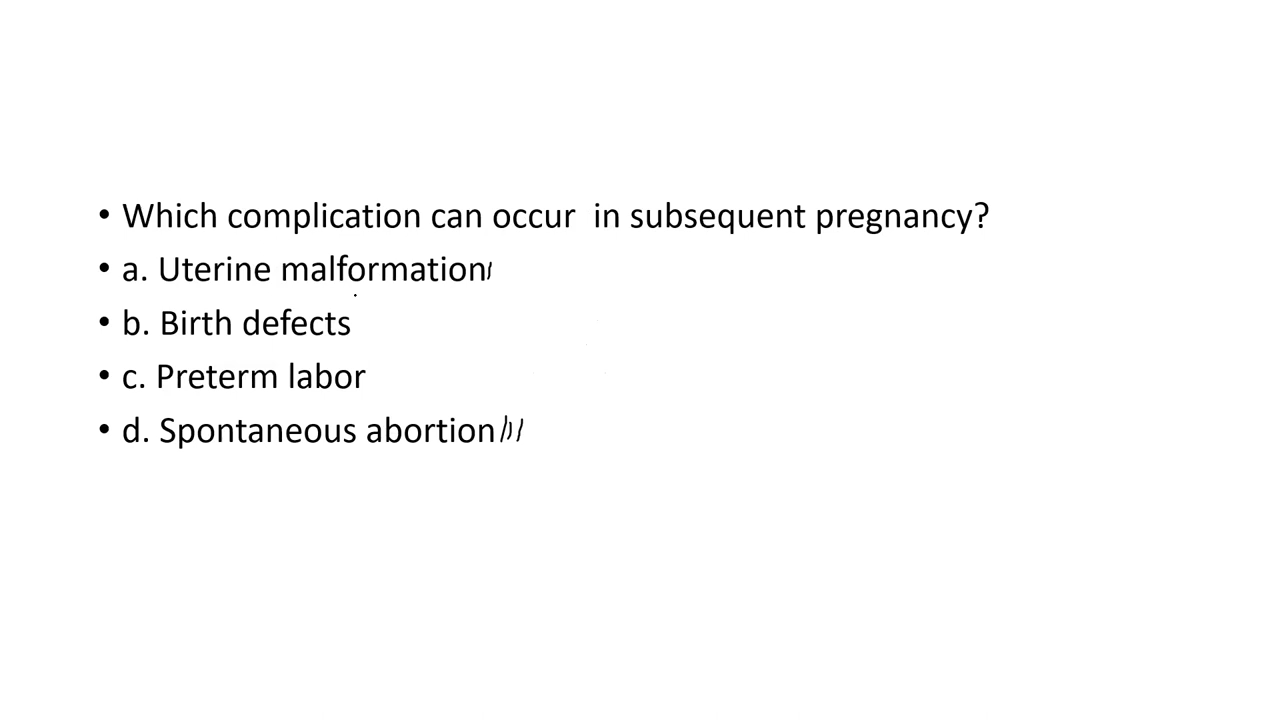 • Which complication can occur  in subsequent pregnancy?
• a. Uterine malformation
• b. Birth defects
• c. Preterm labor
• d. Spontaneous abortion